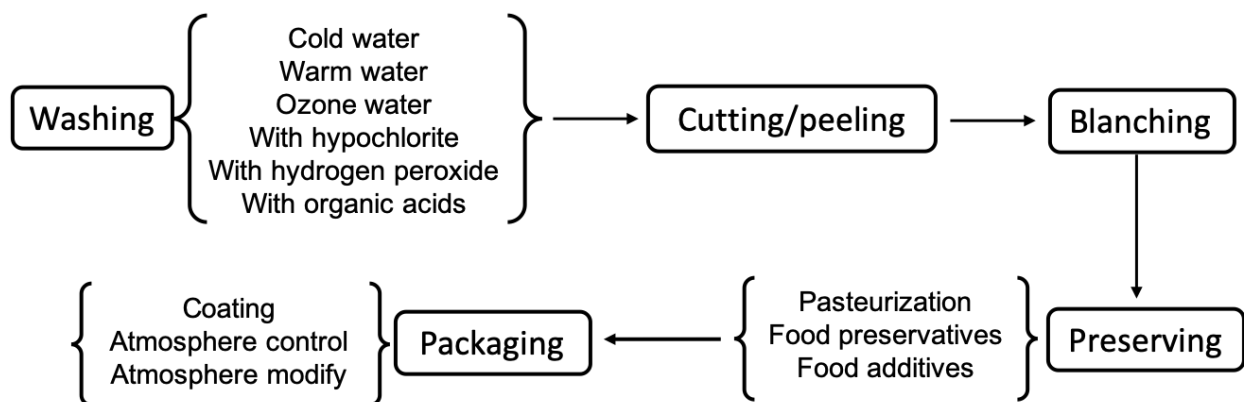 Washing
Cold water
Warm water
Ozone water
With hypochlorite
With hydrogen peroxide
With organic acids
Cutting/peeling
Blanching
Preserving
Pasteurization
Food preservatives
Food additives
Packaging
Coating
Atmosphere control
Atmosphere modify